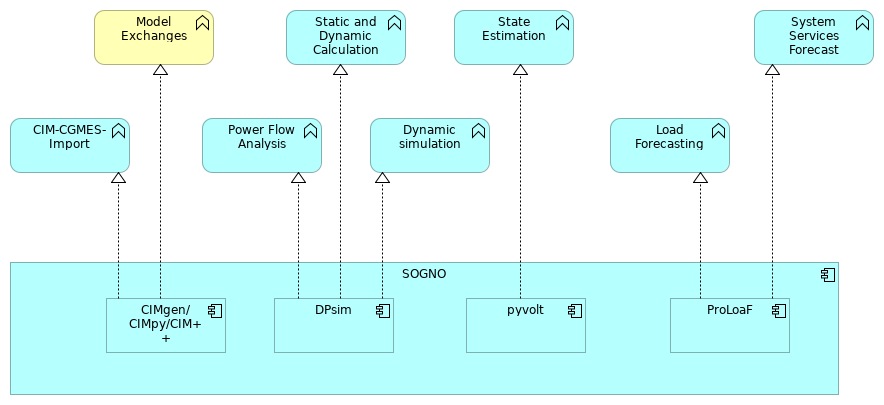 Model
Exchanges
Static and
Dynamic
Calculation
State
Estimation
System
Services
Forecast
CIM-CGMES-
Import
Power Flow
Analysis
Dynamic
simulation
Load
Forecasting
SOGNO
CIMgen/
CIMpy/CIM+
+
DPsim
pyvolt
ProLoaF